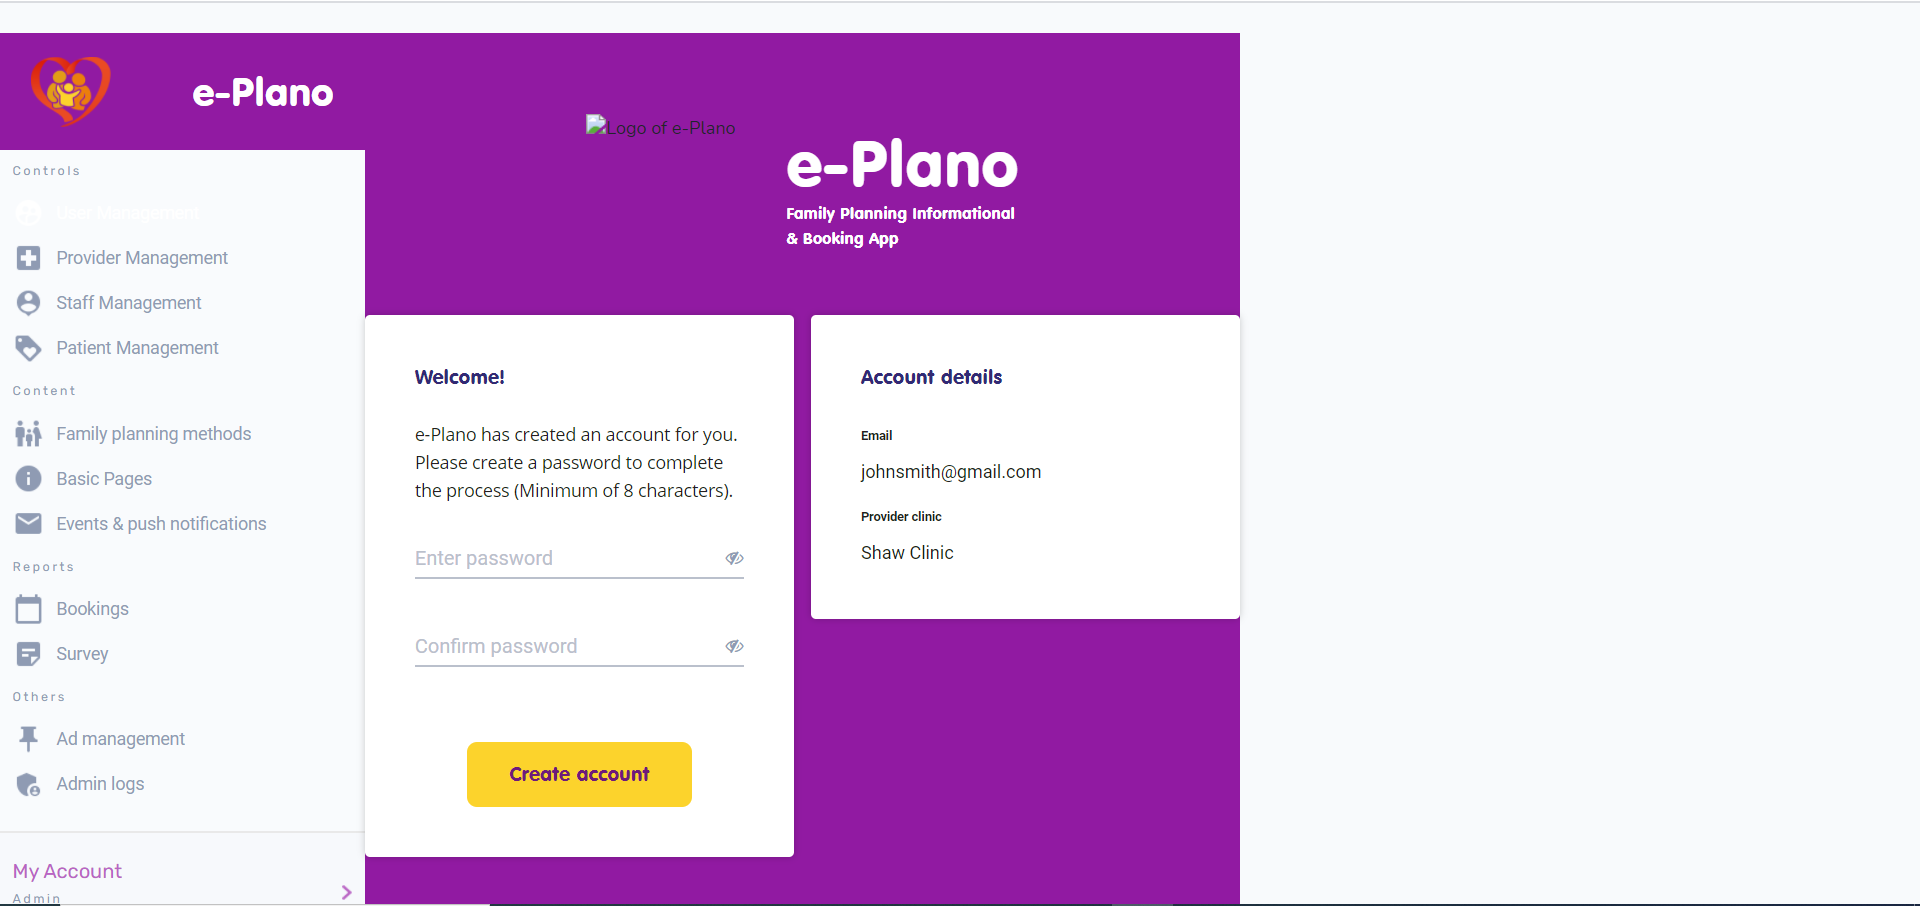 e-Plano
Controls
User Management
Provider Management
Staff Management
Patient Management
Content
Family planning methods
Basic Pages
Events & push notifications
Reports
Bookings
Survey
Others
Ad management
Admin logs
My Account
Admin
Logo of e-Plano
e-Plano
Family Planning Informational
& Booking App
Welcome!
e-Plano has created an account for you.
Please create a password to complete
the process (Minimum of 8 characters).
Enter password
Confirm password
Create account
Account details
Email
johnsmith@gmail.com
Provider clinic
Shaw Clinic